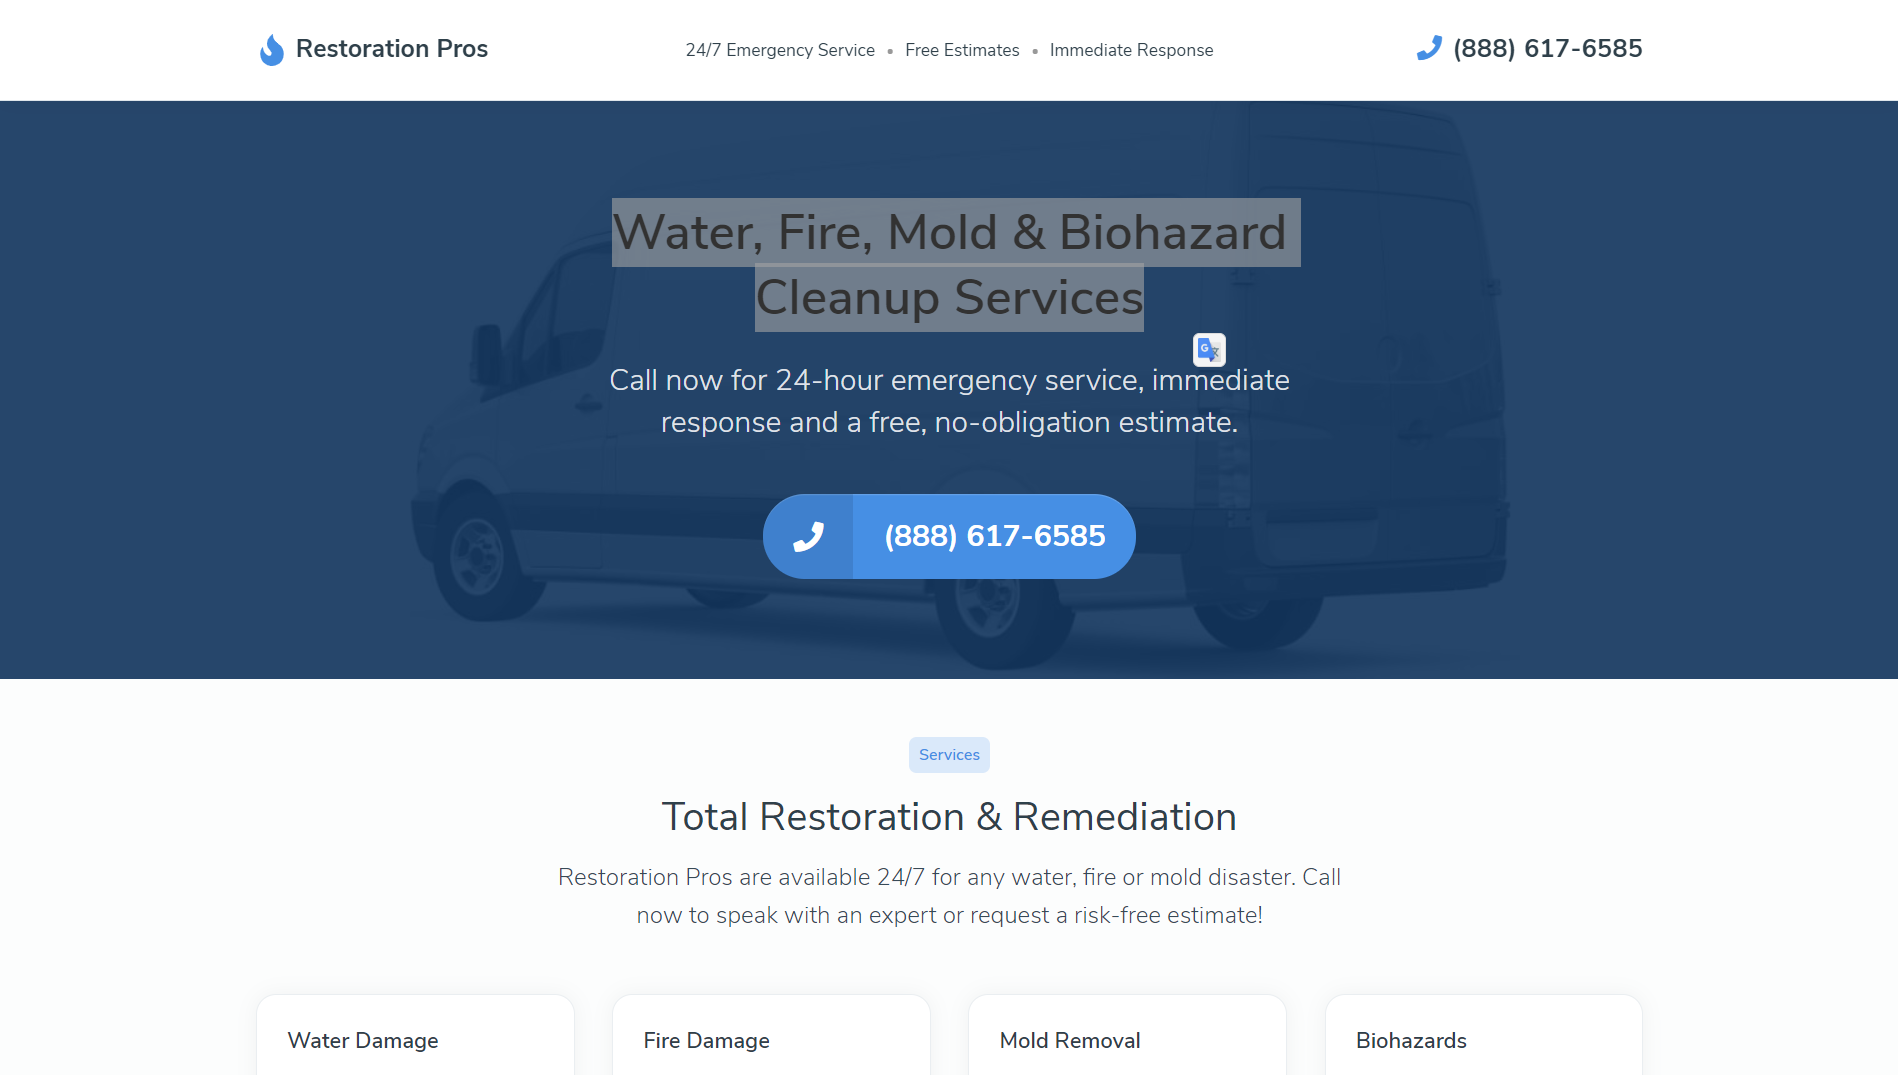 Restoration Pros
24/7 Emergency Service • Free Estimates • Immediate Response
(888) 617-6585
Water, Fire, Mold & Biohazard
Cleanup Services
Call now for 24-hour emergency service, immediate
response and a free, no-obligation estimate.
(888) 617-6585
Services
Total Restoration & Remediation
Restoration Pros are available 24/7 for any water, fire or mold disaster. Call
now to speak with an expert or request a risk-free estimate!
Water Damage
Fire Damage
Mold Removal
Biohazards